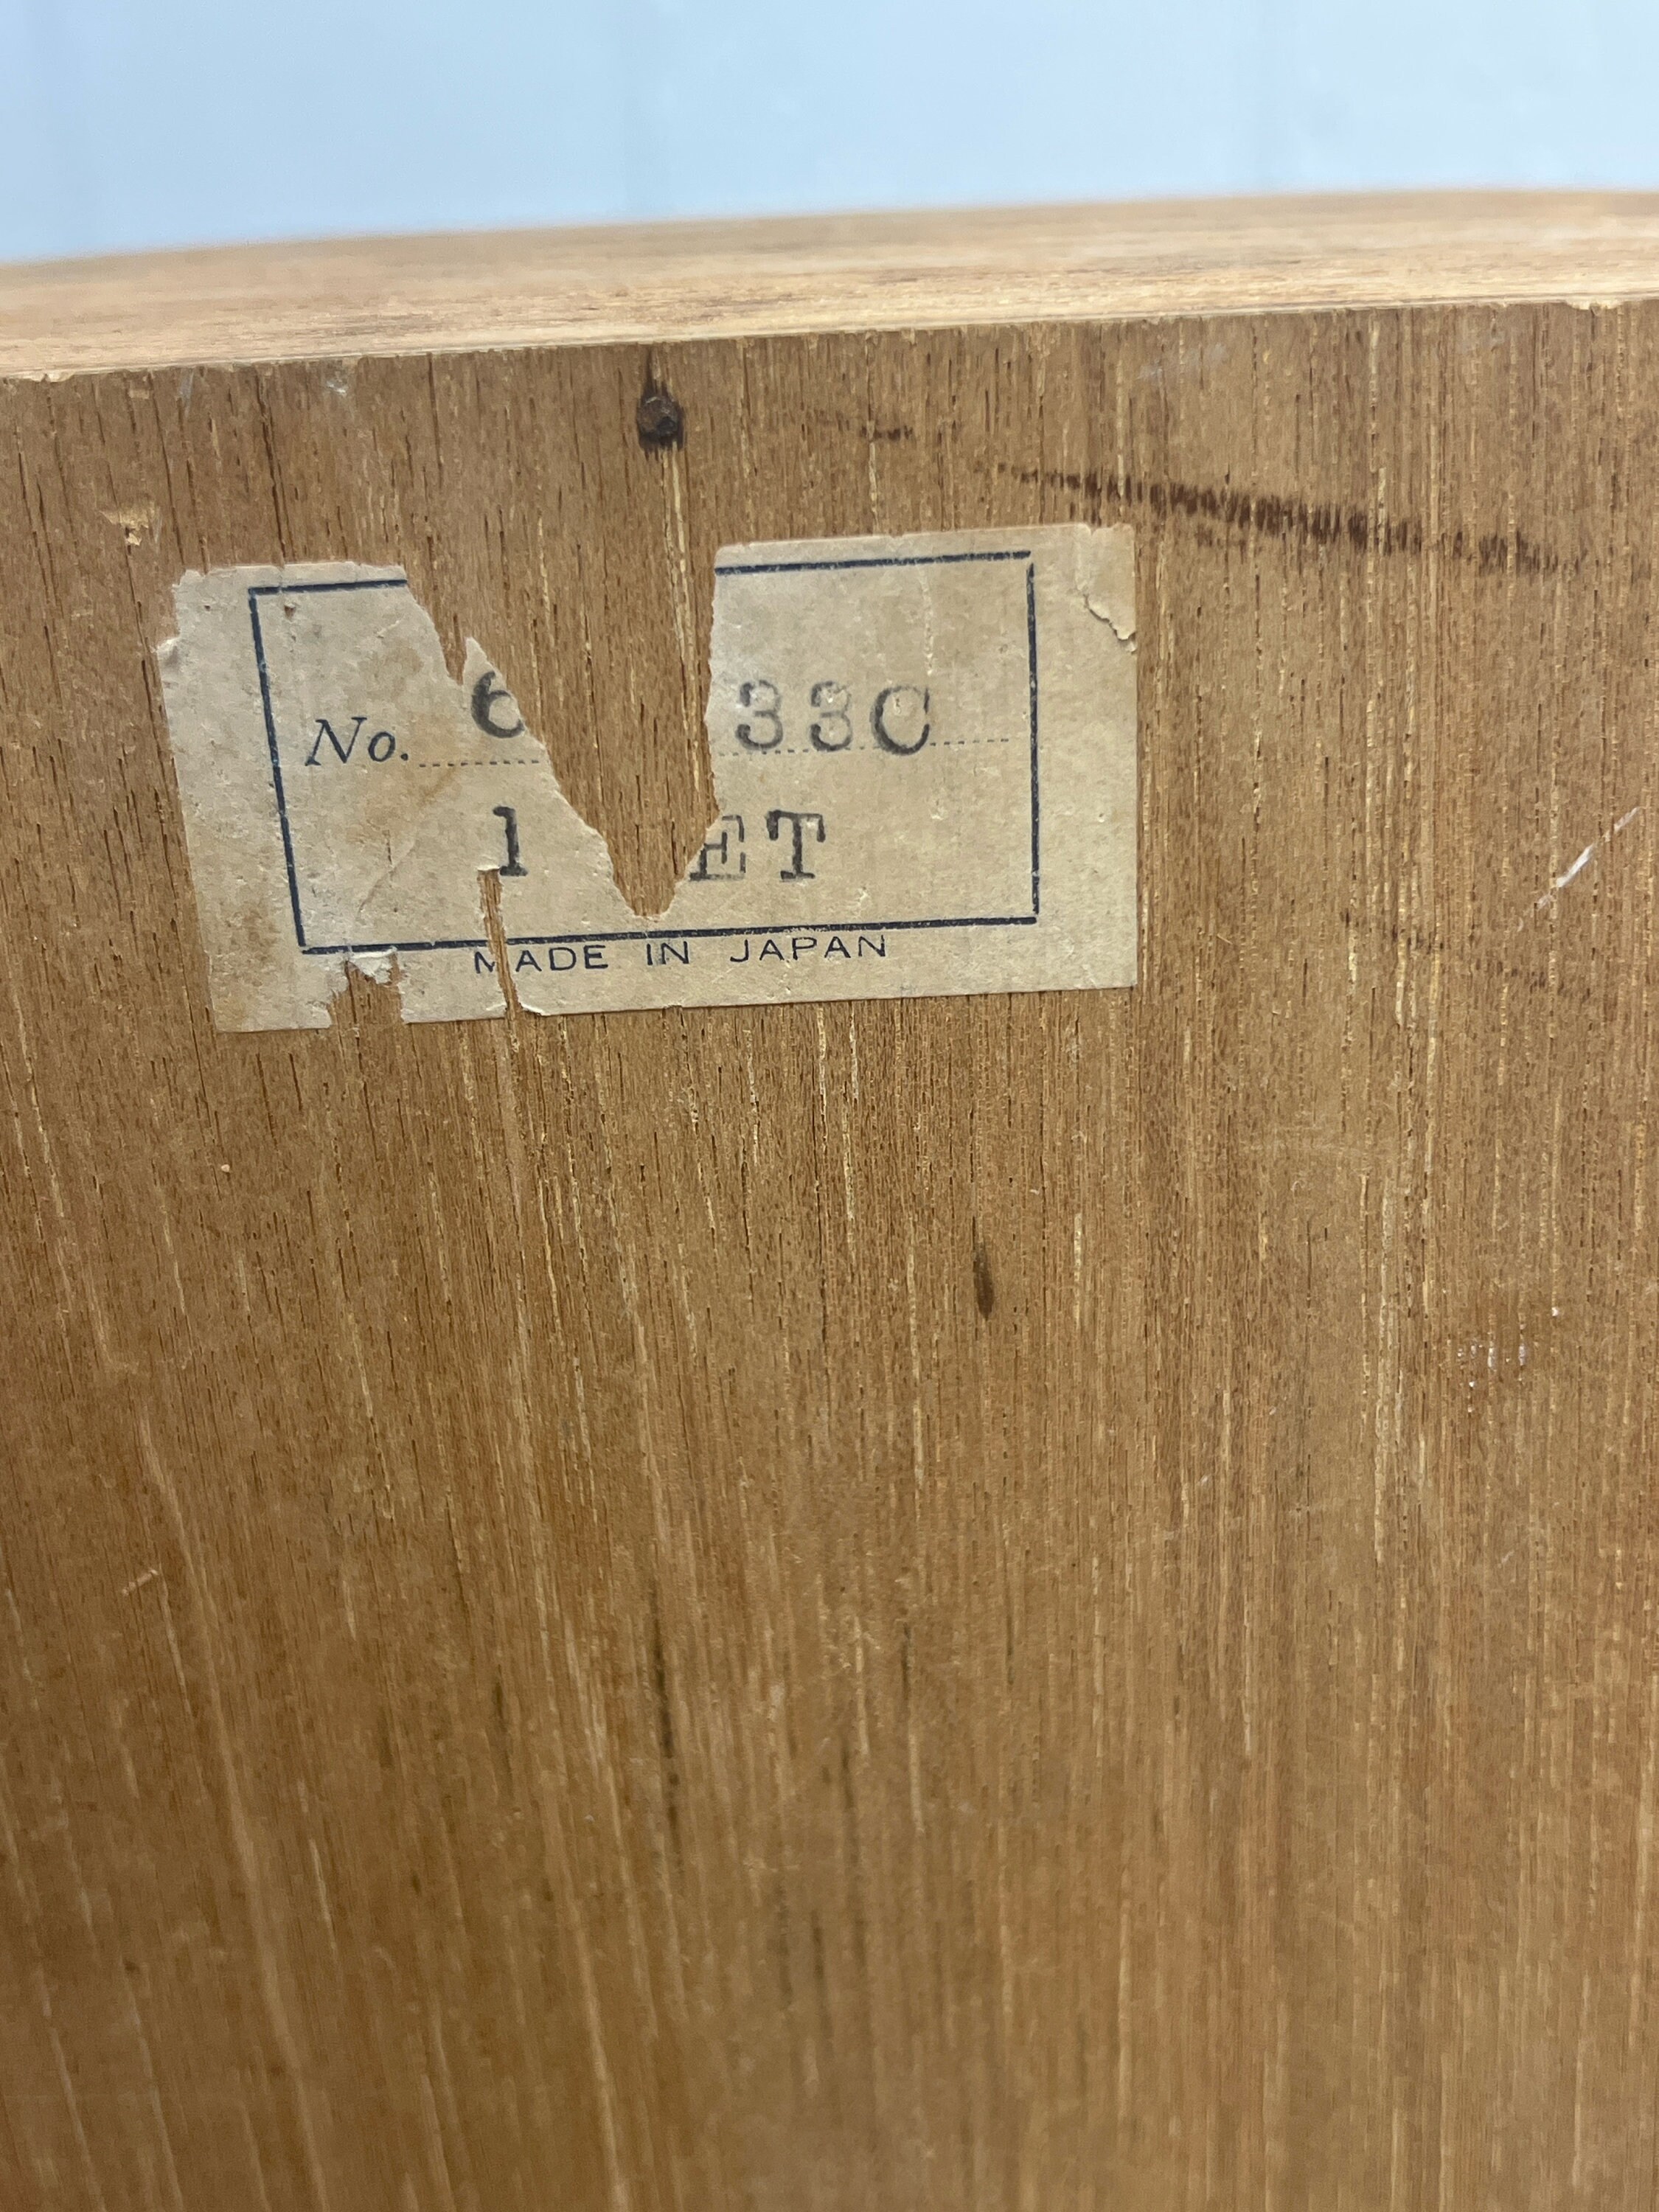 No. 6 33C
1 ET
MADE IN JAPAN